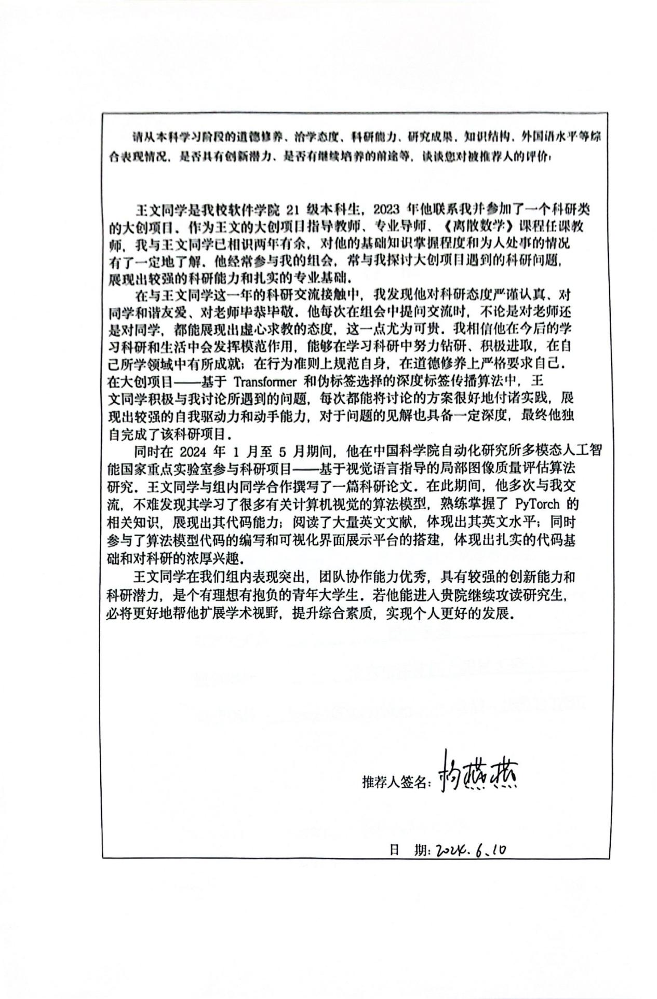 请从本科学习阶段的道德修养、治学态度、科研能力、研究成果、知识结构、外国语水平等综
合表现情况，是否具有创新潜力、是否有继续培养的前途等，谈谈您对被推荐人的评价：
王文同学是我校软件学院 21 级本科生，2023 年他联系我并参加了一个科研类
的大创项目．作为王文的大创项目指导教师、专业导师、《离散数学》课程任课教
师，我与王文同学已相识两年有余，对他的基础知识掌握程度和为人处事的情况
有了一定地了解．他经常参与我的组会，常与我探讨大创项目遇到的科研问题，
展现出较强的科研能力和扎实的专业基础．
在与王文同学这一年的科研交流接触中，我发现他对科研态度严谨认真、对
同学和谐友爱、对老师毕恭毕敬．他每次在组会中提问交流时，不论是对老师还
是对同学，都能展现出虚心求教的态度，这一点尤为可贵．我相信他在今后的学
习科研和生活中会发挥模范作用，能够在学习科研中努力钻研、积极进取，在自
己所学领域中有所成就；在行为准则上规范自身，在道德修养上严格要求自己．
在大创项目——基于 Transformer 和伪标签选择的深度标签传播算法中，王
文同学积极与我讨论所遇到的问题，每次都能将讨论的方案很好地付诸实践，展
现出较强的自我驱动力和动手能力，对于问题的见解也具备一定深度，最终他独
自完成了该科研项目．
同时在 2024 年 1 月至 5 月期间，他在中国科学院自动化研究所多模态人工智
能国家重点实验室参与科研项目——基于视觉语言指导的局部图像质量评估算法
研究．王文同学与组内同学合作撰写了一篇科研论文．在此期间，他多次与我交
流，不难发现其学习了很多有关计算机视觉的算法模型，熟练掌握了 PyTorch 的
相关知识，展现出其代码能力；阅读了大量英文文献，体现出其英文水平；同时
参与了算法模型代码的编写和可视化界面展示平台的搭建，体现出扎实的代码基
础和对科研的浓厚兴趣．
王文同学在我们组内表现突出，团队协作能力优秀，具有较强的创新能力和
科研潜力，是个有理想有抱负的青年大学生．若他能进入贵院继续攻读研究生，
必将更好地帮他扩展学术视野，提升综合素质，实现个人更好的发展．
推荐人签名：杨燕燕
日 期：2024.6.10